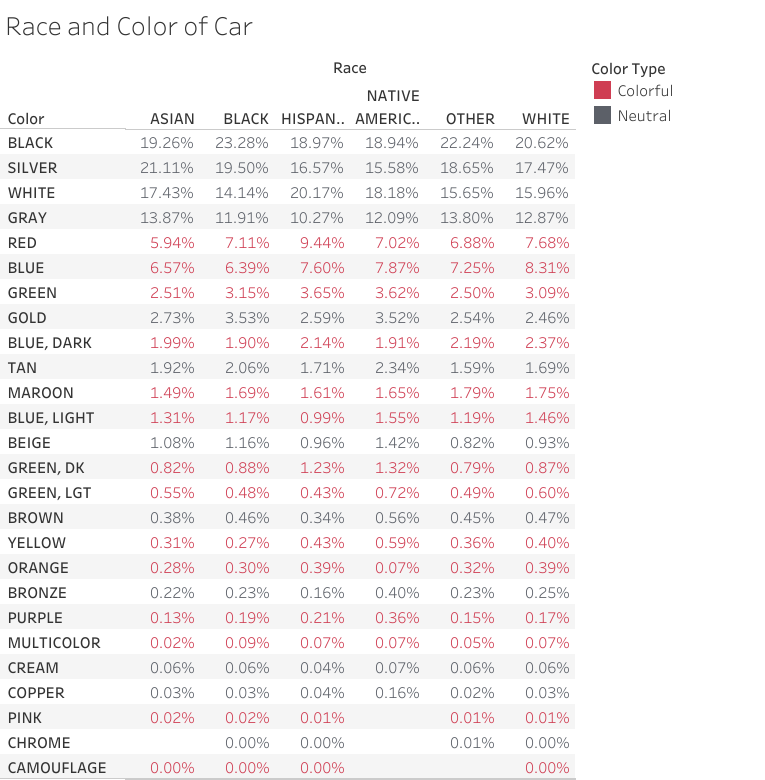 Race and Color of Car
Race
Color Type
Colorful
Neutral
NATIVE
Color ASIAN BLACK HISPAN.. AMERIC.. OTHER WHITE
BLACK 19.26% 23.28% 18.97% 18.94% 22.24% 20.62%
SILVER 21.11% 19.50% 16.57% 15.58% 18.65% 17.47%
WHITE 17.43% 14.14% 20.17% 18.18% 15.65% 15.96%
GRAY 13.87% 11.91% 10.27% 12.09% 13.80% 12.87%
RED 5.94% 7.11% 9.44% 7.02% 6.88% 7.68%
BLUE 6.57% 6.39% 7.60% 7.87% 7.25% 8.31%
GREEN 2.51% 3.15% 3.65% 3.62% 2.50% 3.09%
GOLD 2.73% 3.53% 2.59% 3.52% 2.54% 2.46%
BLUE, DARK 1.99% 1.90% 2.14% 1.91% 2.19% 2.37%
TAN 1.92% 2.06% 1.71% 2.34% 1.59% 1.69%
MAROON 1.49% 1.69% 1.61% 1.65% 1.79% 1.75%
BLUE, LIGHT 1.31% 1.17% 0.99% 1.55% 1.19% 1.46%
BEIGE 1.08% 1.16% 0.96% 1.42% 0.82% 0.93%
GREEN, DK 0.82% 0.88% 1.23% 1.32% 0.79% 0.87%
GREEN, LGT 0.55% 0.48% 0.43% 0.72% 0.49% 0.60%
BROWN 0.38% 0.46% 0.34% 0.56% 0.45% 0.47%
YELLOW 0.31% 0.27% 0.43% 0.59% 0.36% 0.40%
ORANGE 0.28% 0.30% 0.39% 0.07% 0.32% 0.39%
BRONZE 0.22% 0.23% 0.16% 0.40% 0.23% 0.25%
PURPLE 0.13% 0.19% 0.21% 0.36% 0.15% 0.17%
MULTICOLOR 0.02% 0.09% 0.07% 0.07% 0.05% 0.07%
CREAM 0.06% 0.06% 0.04% 0.07% 0.06% 0.06%
COPPER 0.03% 0.03% 0.04% 0.16% 0.02% 0.03%
PINK 0.02% 0.02% 0.01% 0.01% 0.01%
CHROME 0.00% 0.00% 0.01% 0.00%
CAMOUFLAGE 0.00% 0.00% 0.00% 0.00%